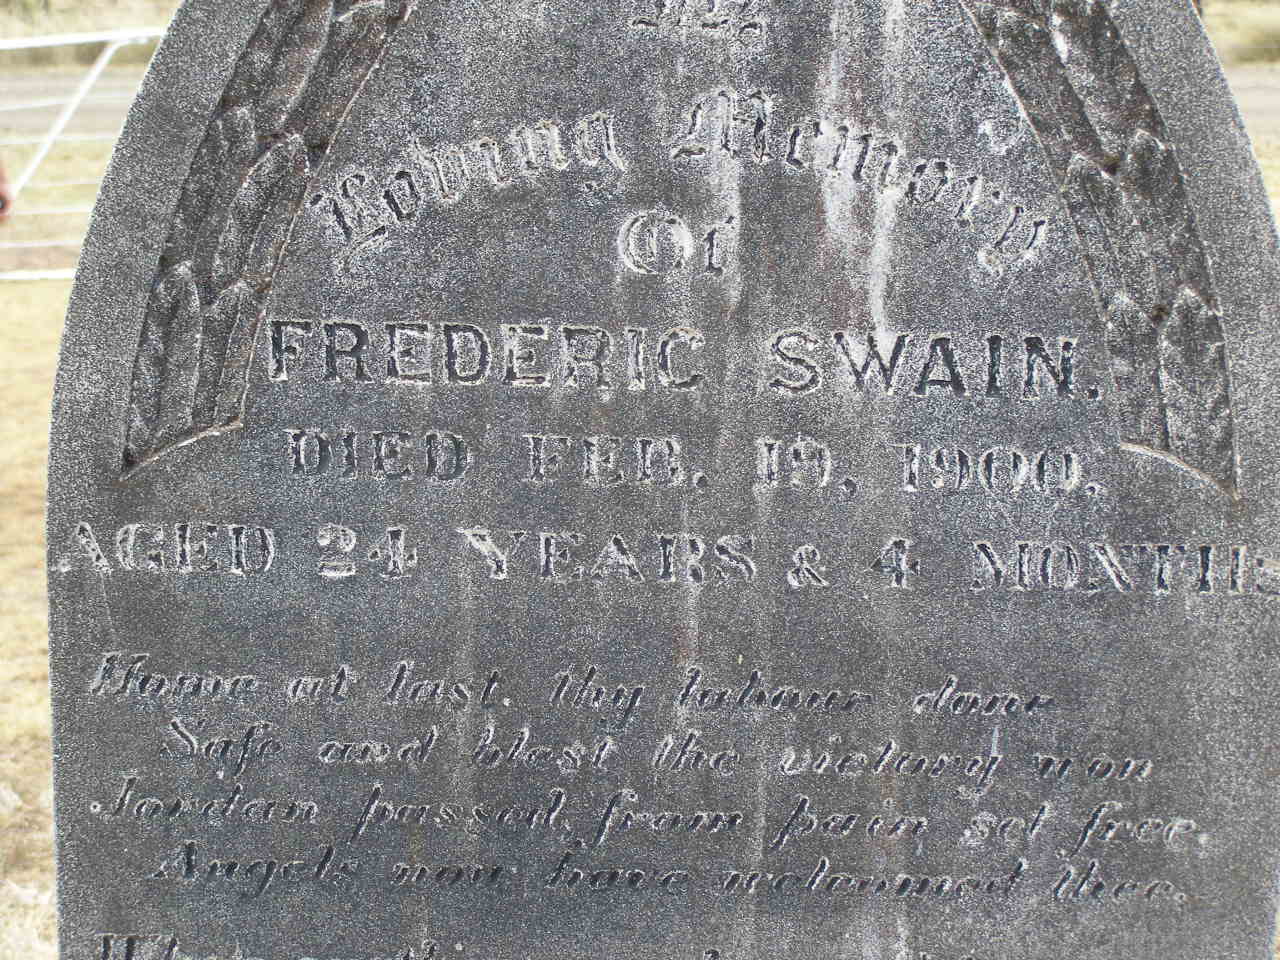 In
Loving Memory
Of
FREDERIC SWAIN.
DIED FEB. 19, 1900,
AGED 24 YEARS & 4 MONTHS
Home at last, thy labour done
Safe and blest the victory won
Jordan passed, from pain set free,
Angels now have welcomed thee.